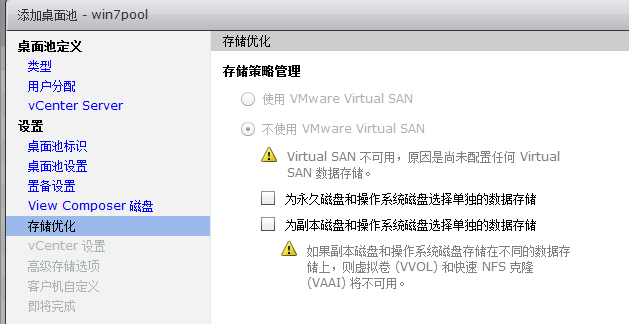 添加桌面池 - win7pool
桌面池定义
类型
用户分配
vCenter Server
设置
桌面池标识
桌面池设置
置备设置
View Composer 磁盘
存储优化
vCenter 设置
高级存储选项
客户机自定义
即将完成
存储优化
存储策略管理
使用 VMware Virtual SAN
不使用 VMware Virtual SAN
Virtual SAN 不可用，原因是尚未配置任何 Virtual
SAN 数据存储。
为永久磁盘和操作系统磁盘选择单独的数据存储
为副本磁盘和操作系统磁盘选择单独的数据存储
如果副本磁盘和操作系统磁盘存储在不同的数据存
储上，则虚拟卷 (VVOL) 和快速 NFS 克隆
(VAAI) 将不可用。